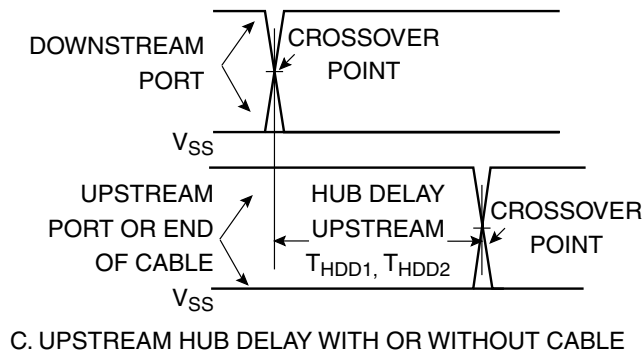 DOWNSTREAM
PORT
CROSSOVER
POINT
VSS
UPSTREAM
PORT OR END
OF CABLE
HUB DELAY
UPSTREAM
THDD1, THDD2
CROSSOVER
POINT
VSS
C. UPSTREAM HUB DELAY WITH OR WITHOUT CABLE